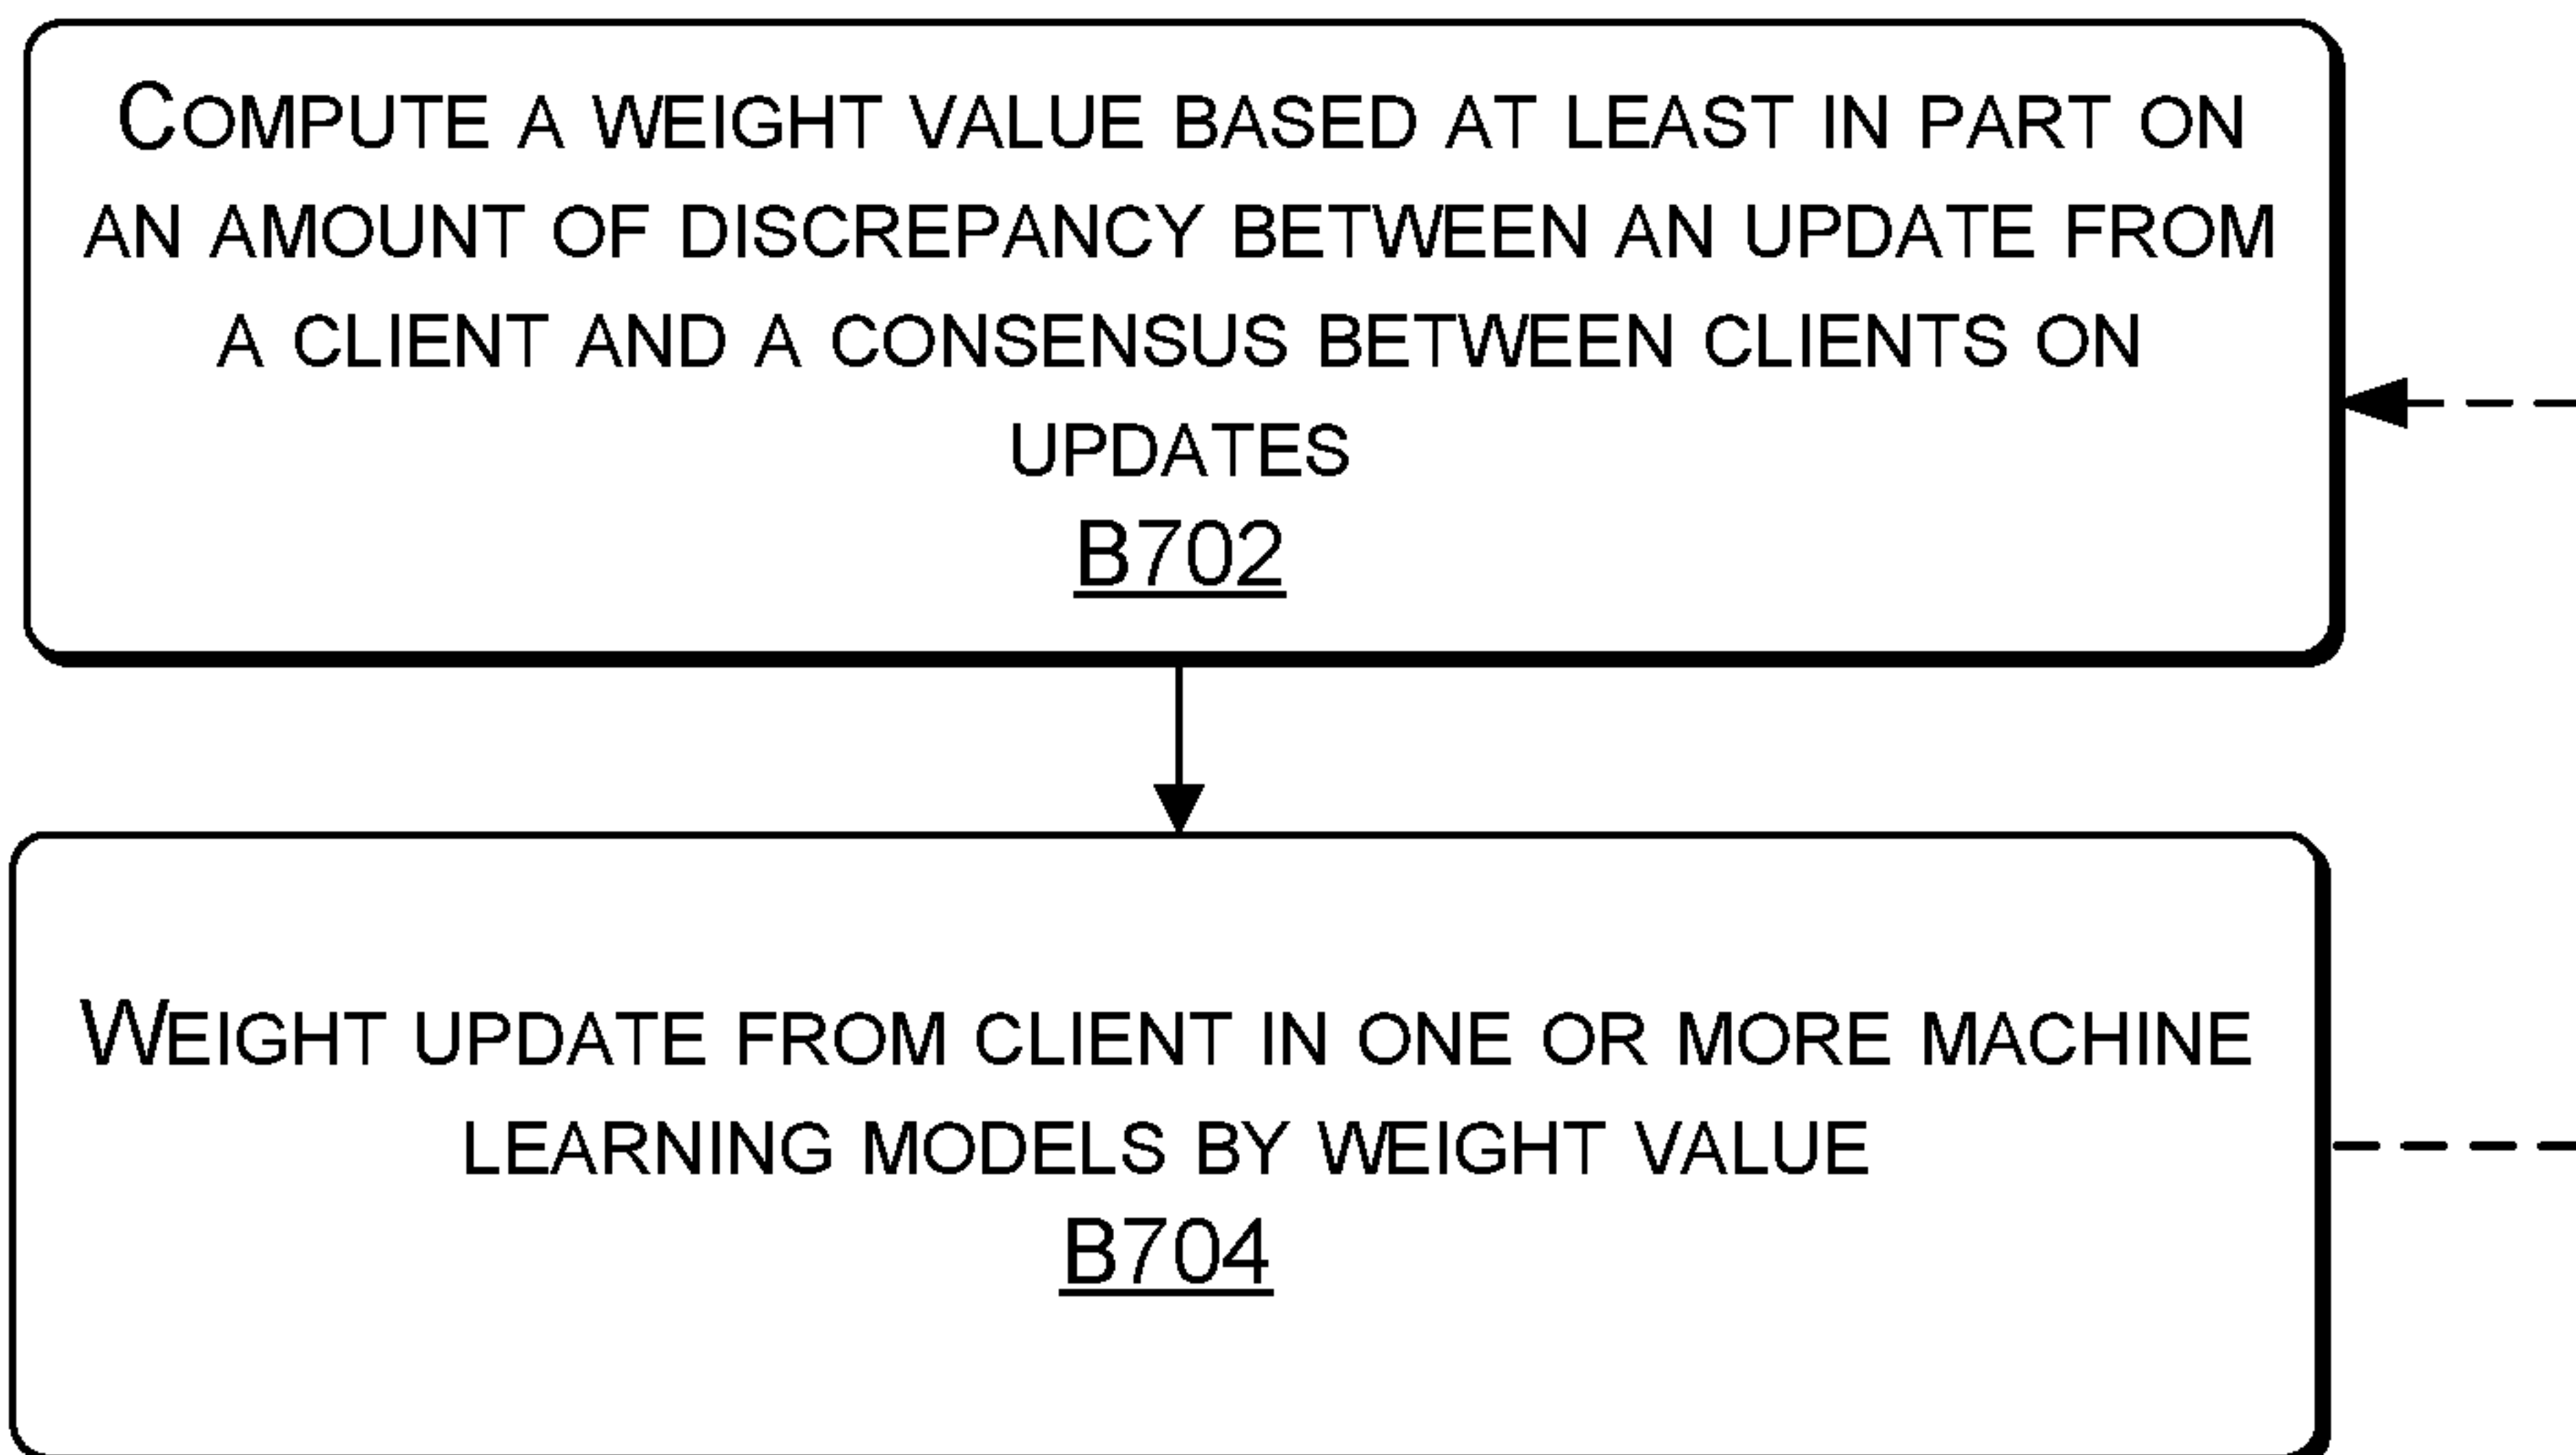 COMPUTE A WEIGHT VALUE BASED AT LEAST IN PART ON
AN AMOUNT OF DISCREPANCY BETWEEN AN UPDATE FROM
A CLIENT AND A CONSENSUS BETWEEN CLIENTS ON
UPDATES
B702
WEIGHT UPDATE FROM CLIENT IN ONE OR MORE MACHINE
LEARNING MODELS BY WEIGHT VALUE
B704